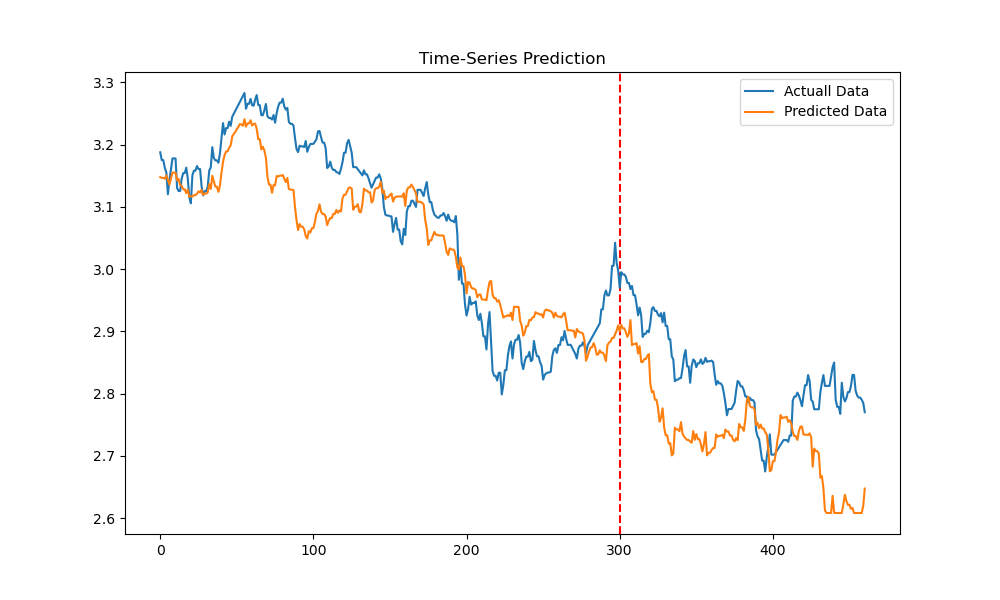 Time-Series Prediction
Actuall Data
Predicted Data
3.3
3.2
3.1
3.0
2.9
2.8
2.7
2.6
0 100 200 300 400